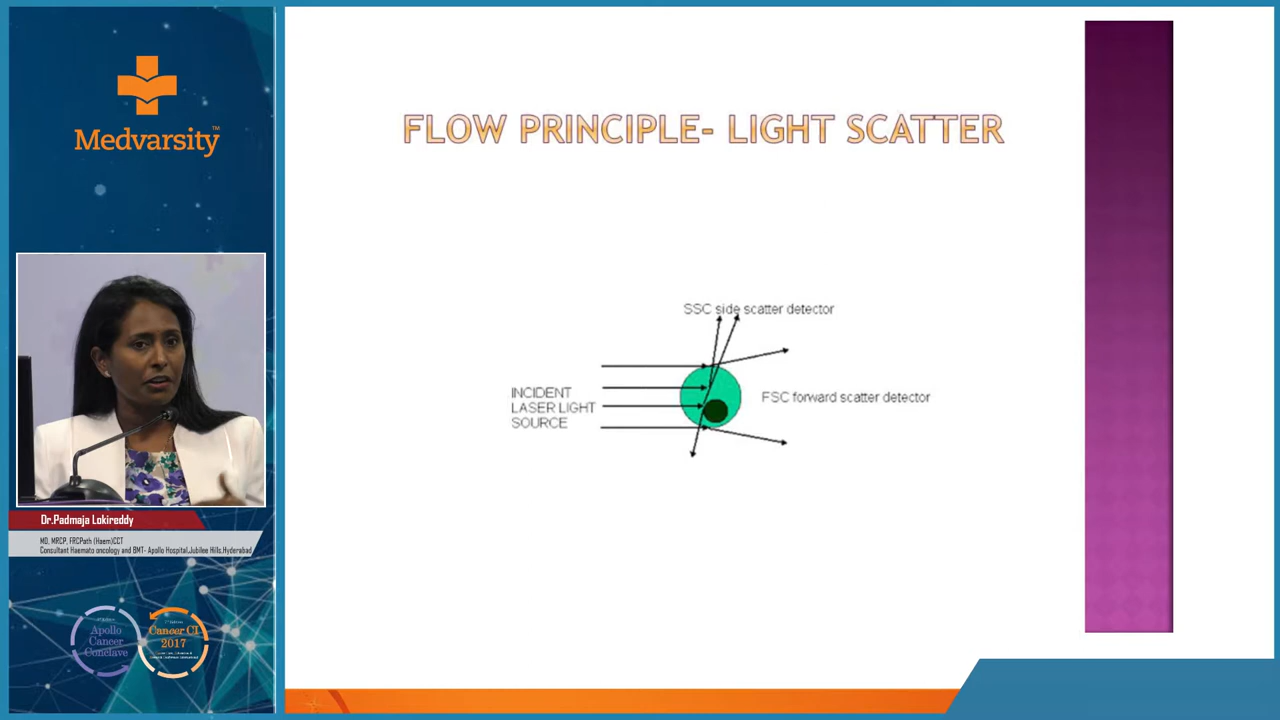 Medvarsity™
FLOW PRINCIPLE- LIGHT SCATTER
SSC side scatter detector
INCIDENT
LASER LIGHT
SOURCE
FSC forward scatter detector
Dr.Padmaja Lokireddy
MD, MRCP, FRCPath (Haem)CCT
Consultant Haemato oncology and BMT- Apollo Hospital,Jubilee Hills,Hyderabad
Apollo
Cancer
Conclave
Cancer CI
2017